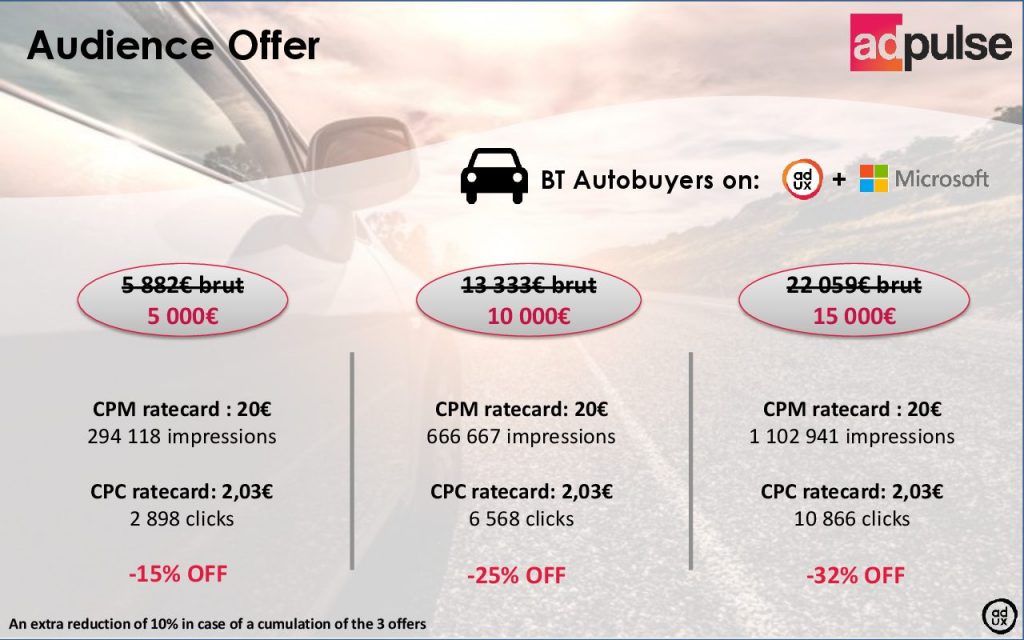 Audience Offer
adpulse
BT Autobuyers on:
ad
ux
+
Microsoft
5 882€ brut
5 000€
CPM ratecard : 20€
294 118 impressions
CPC ratecard: 2,03€
2 898 clicks
-15% OFF
13 333€ brut
10 000€
CPM ratecard: 20€
666 667 impressions
CPC ratecard: 2,03€
6 568 clicks
-25% OFF
22 059€ brut
15 000€
CPM ratecard : 20€
1 102 941 impressions
CPC ratecard: 2,03€
10 866 clicks
-32% OFF
An extra reduction of 10% in case of a cumulation of the 3 offers
ad
ux